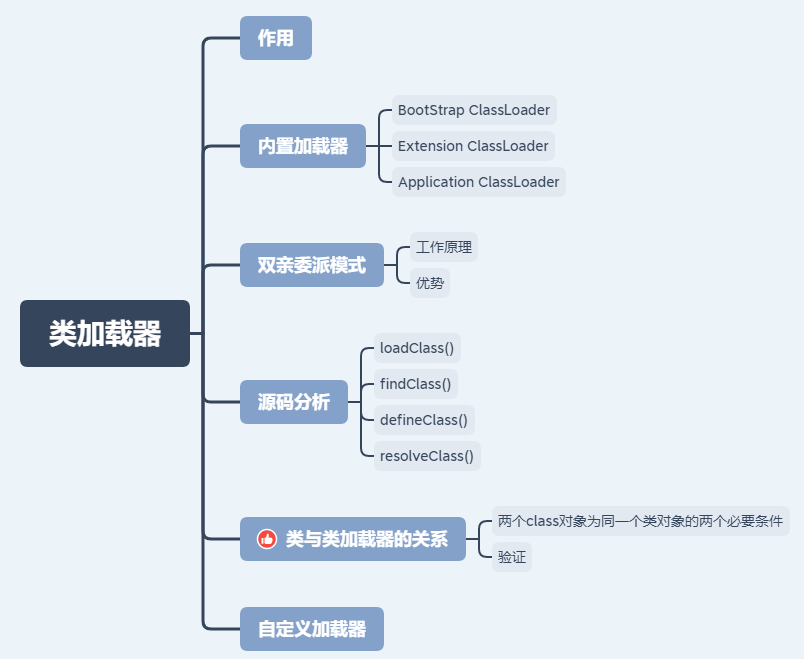 类加载器
作用
内置加载器
BootStrap ClassLoader
Extension ClassLoader
Application ClassLoader
双亲委派模式
工作原理
优势
源码分析
loadClass()
findClass()
defineClass()
resolveClass()
类与类加载器的关系
两个class对象为同一个类对象的两个必要条件
验证
自定义加载器